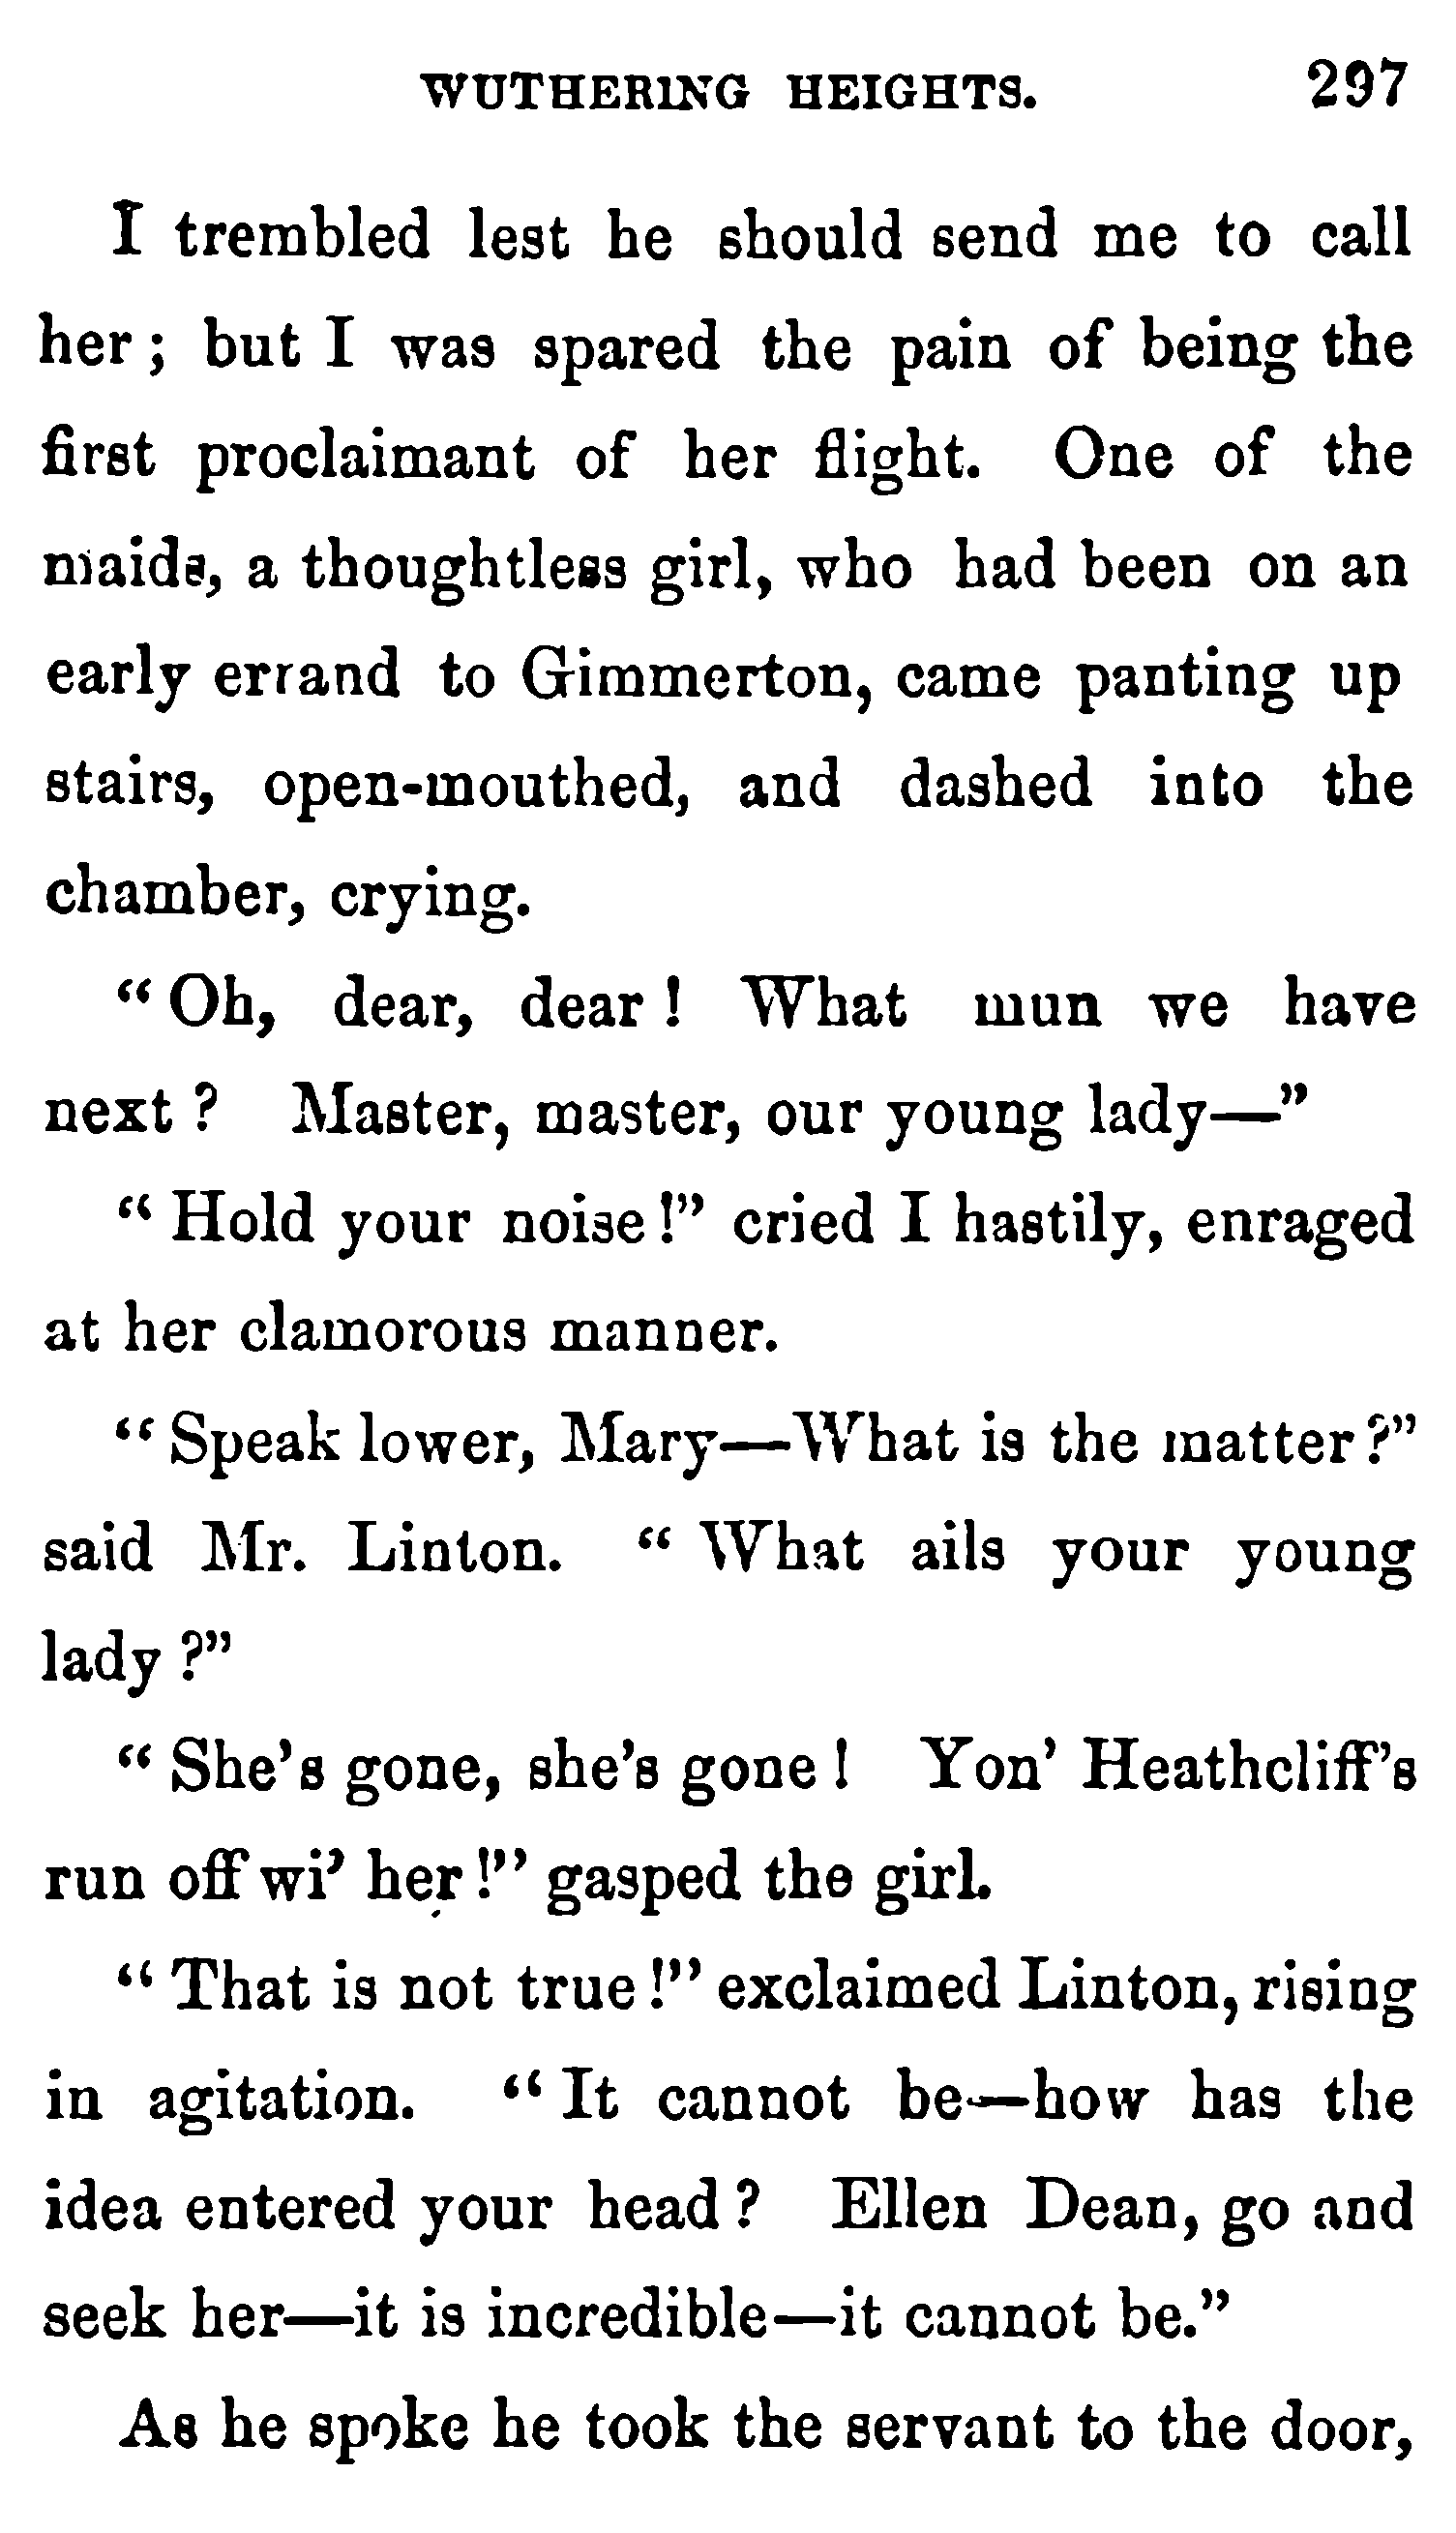 WUTHERING HEIGHTS. 297
I trembled lest he should send me to call
her; but I was spared the pain of being the
first proclaimant of her flight. One of the
maids, a thoughtless girl, who had been on an
early errand to Gimmerton, came panting up
stairs, open-mouthed, and dashed into the
chamber, crying.
"Oh, dear, dear! What mun we have
next? Master, master, our young lady—"
"Hold your noise!" cried I hastily, enraged
at her clamorous manner.
"Speak lower, Mary—What is the matter?"
said Mr. Linton. "What ails your young
lady?"
"She's gone, she's gone! Yon' Heathcliff's
run off wi' her!" gasped the girl.
"That is not true!" exclaimed Linton, rising
in agitation. "It cannot be—how has the
idea entered your head? Ellen Dean, go and
seek her—it is incredible—it cannot be."
As he spoke he took the servant to the door,